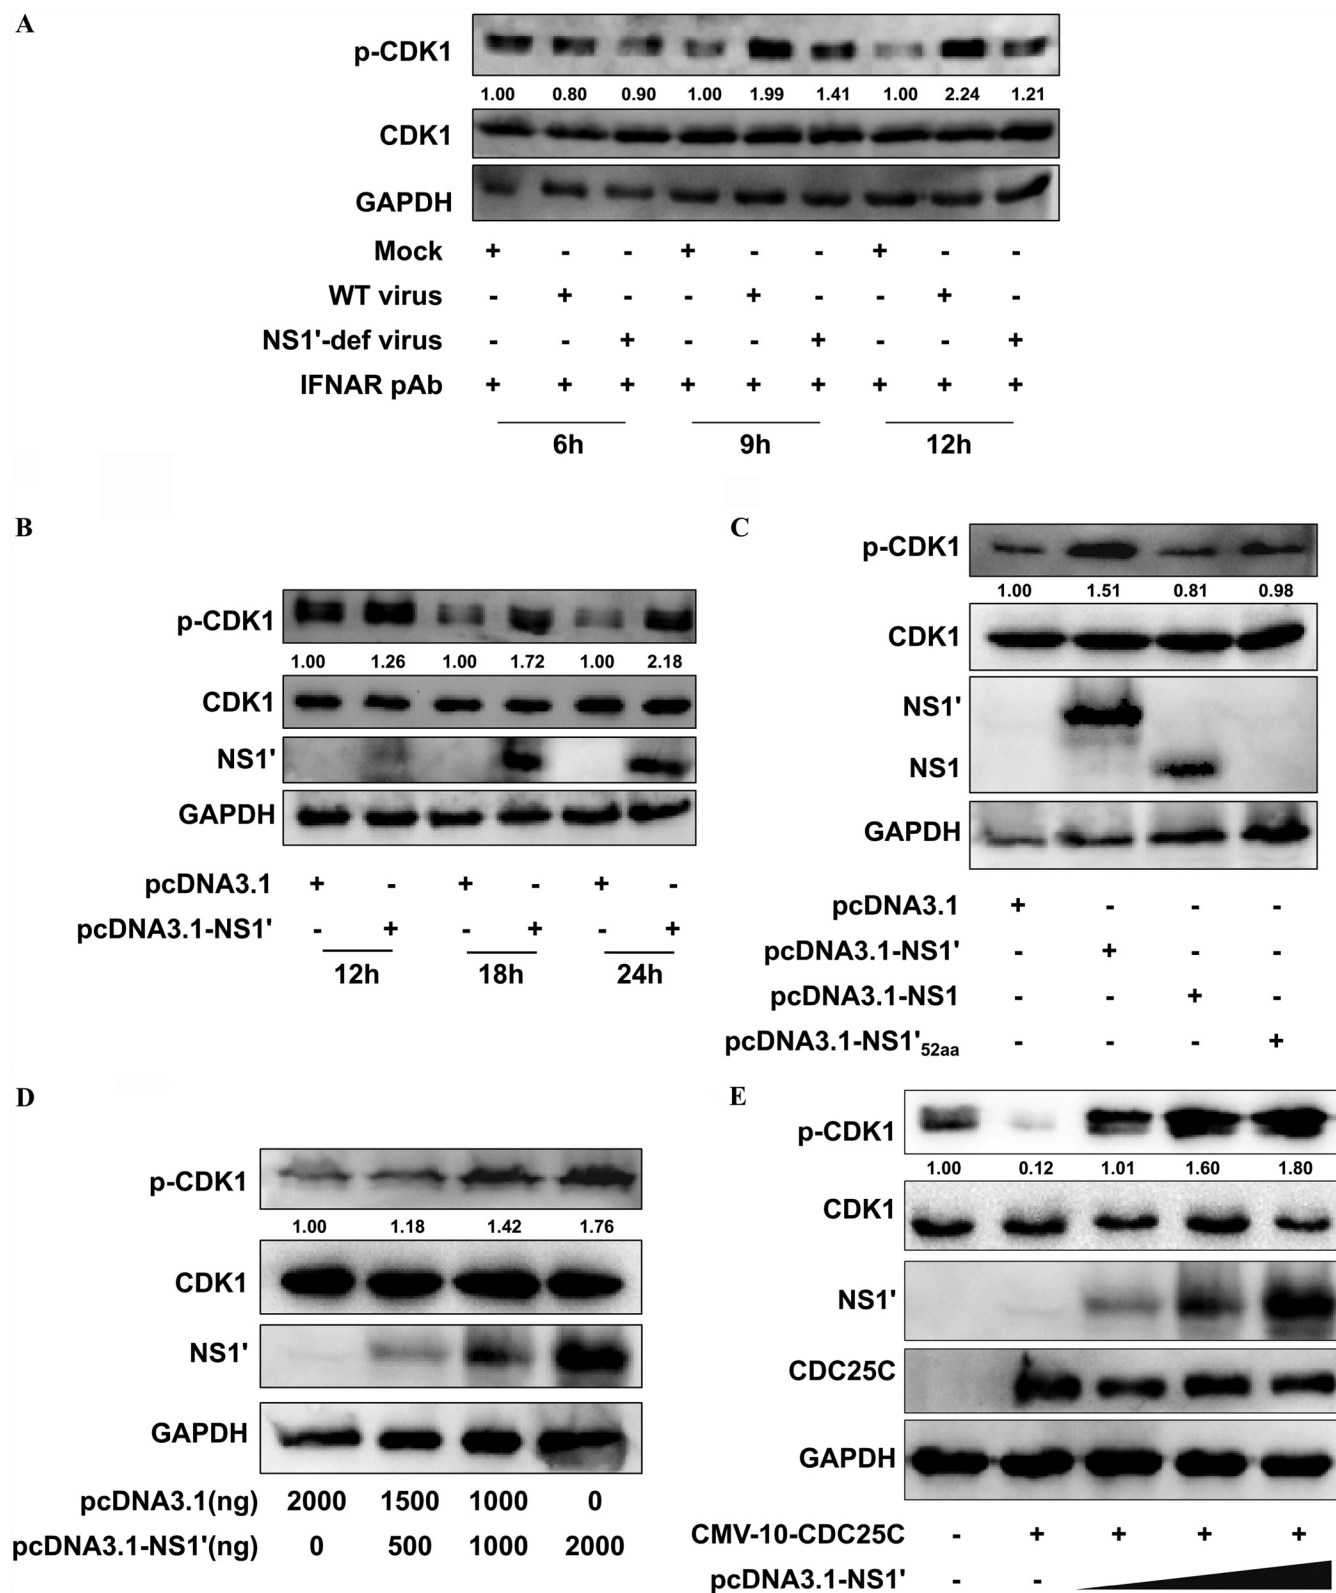 A
p-CDK1
1.00 0.80 0.90 1.00 1.99 1.41 1.00 2.24 1.21
CDK1
GAPDH
Mock + - - + - - + - -
WT virus - + - - + - - + -
NS1'-def virus - - + - - + - - +
IFNAR pAb + + + + + + + + +
6h 9h 12h
B
p-CDK1
1.00 1.26 1.00 1.72 1.00 2.18
CDK1
NS1'
GAPDH
pcDNA3.1 + - + - + -
pcDNA3.1-NS1' - + - + - +
12h 18h 24h
C
p-CDK1
1.00 1.51 0.81 0.98
CDK1
NS1'
NS1
GAPDH
pcDNA3.1 + - - -
pcDNA3.1-NS1' - + - -
pcDNA3.1-NS1 - - + -
pcDNA3.1-NS1'52aa - - - +
D
p-CDK1
1.00 1.18 1.42 1.76
CDK1
NS1'
GAPDH
pcDNA3.1(ng) 2000 1500 1000 0
pcDNA3.1-NS1'(ng) 0 500 1000 2000
E
p-CDK1
1.00 0.12 1.01 1.60 1.80
CDK1
NS1'
CDC25C
GAPDH
CMV-10-CDC25C - + + + +
pcDNA3.1-NS1' - -